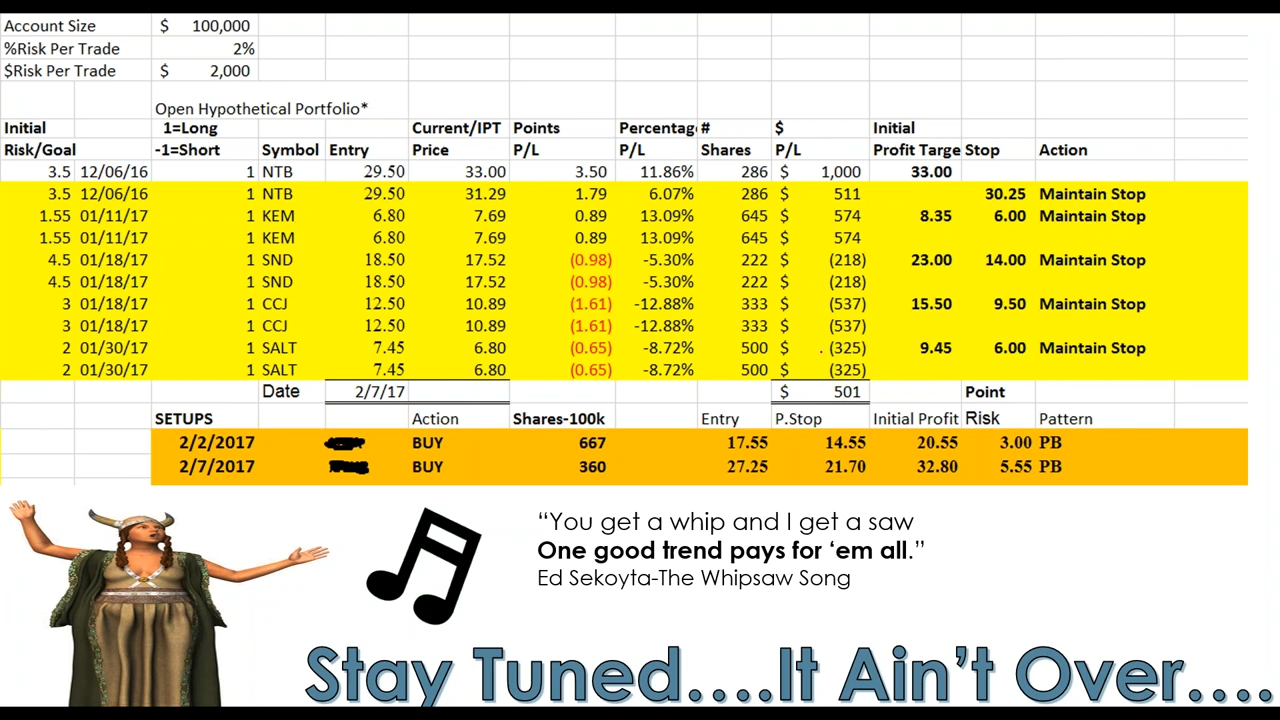 Account Size $ 100,000
%Risk Per Trade 2%
$Risk Per Trade $ 2,000
Open Hypothetical Portfolio*
Initial 1=Long Current/IPT Points Percentag # $ Initial
Risk/Goal -1=Short Symbol Entry Price P/L P/L Shares P/L Profit Targe Stop Action
3.5 12/06/16 1 NTB 29.50 33.00 3.50 11.86% 286 $ 1,000 33.00
3.5 12/06/16 1 NTB 29.50 31.29 1.79 6.07% 286 $ 511 30.25 Maintain Stop
1.55 01/11/17 1 KEM 6.80 7.69 0.89 13.09% 645 $ 574 8.35 6.00 Maintain Stop
1.55 01/11/17 1 KEM 6.80 7.69 0.89 13.09% 645 $ 574
4.5 01/18/17 1 SND 18.50 17.52 (0.98) -5.30% 222 $ (218) 23.00 14.00 Maintain Stop
4.5 01/18/17 1 SND 18.50 17.52 (0.98) -5.30% 222 $ (218)
3 01/18/17 1 CCJ 12.50 10.89 (1.61) -12.88% 333 $ (537) 15.50 9.50 Maintain Stop
3 01/18/17 1 CCJ 12.50 10.89 (1.61) -12.88% 333 $ (537)
2 01/30/17 1 SALT 7.45 6.80 (0.65) -8.72% 500 $ (325) 9.45 6.00 Maintain Stop
2 01/30/17 1 SALT 7.45 6.80 (0.65) -8.72% 500 $ (325)
Date 2/7/17 $ 501 Point
SETUPS Action Shares-100k Entry P.Stop Initial Profit Risk Pattern
2/2/2017 BUY 667 17.55 14.55 20.55 3.00 PB
2/7/2017 BUY 360 27.25 21.70 32.80 5.55 PB
“You get a whip and I get a saw
One good trend pays for ‘em all.”
Ed Sekoyta-The Whipsaw Song
Stay Tuned….It Ain’t Over….